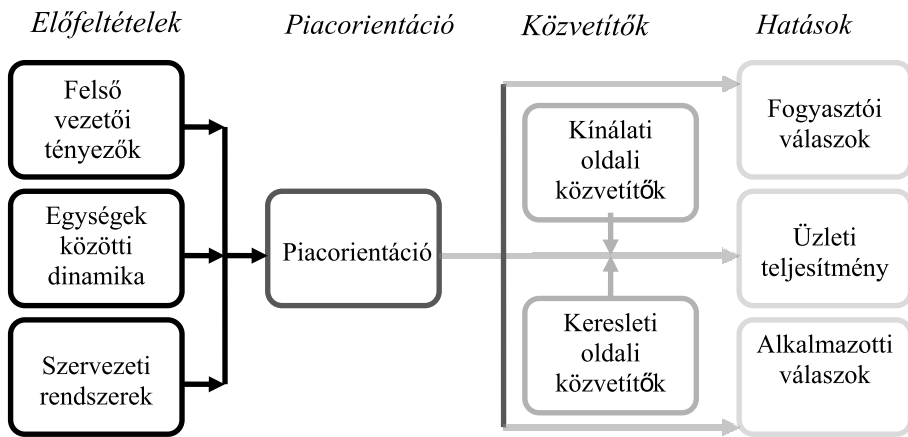 Előfeltételek
Piacorientáció
Közvetítők
Hatások
Felső
vezetői
tényezők
Egységek
közötti
dinamika
Szervezeti
rendszerek
Piacorientáció
Kínálati
oldali
közvetítők
Keresleti
oldali
közvetítők
Fogyasztói
válaszok
Üzleti
teljesítmény
Alkalmazotti
válaszok